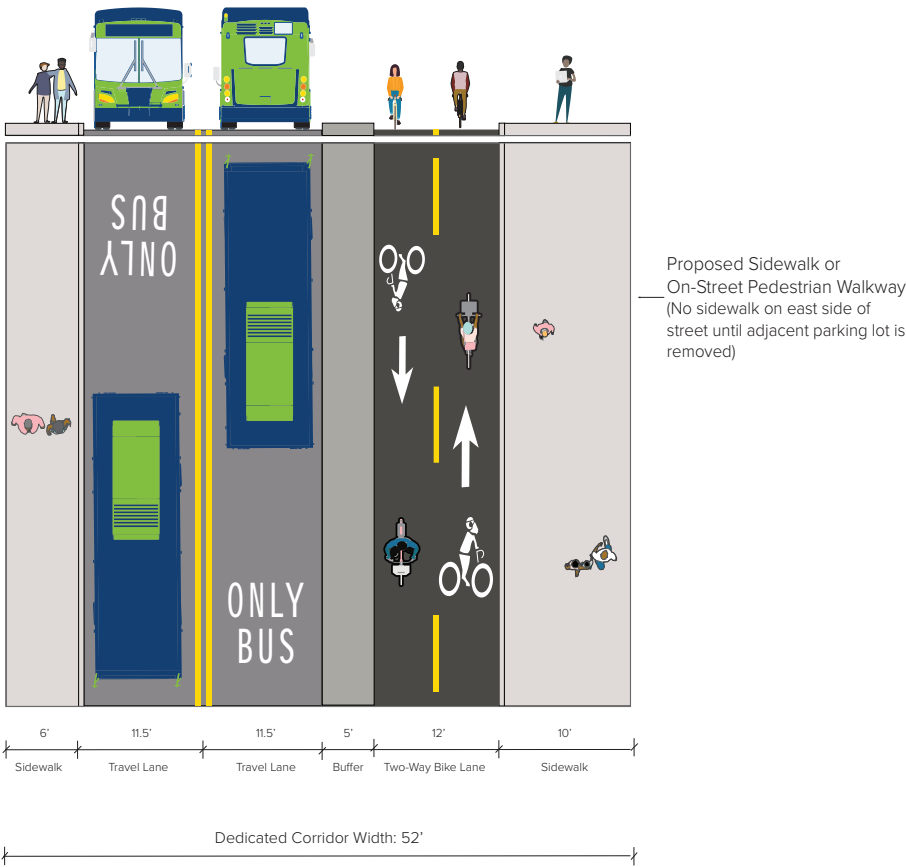 BUS
ONLY
ONLY
BUS
Proposed Sidewalk or
On-Street Pedestrian Walkway
(No sidewalk on east side of
street until adjacent parking lot is
removed)
6’ 11.5’ 11.5’ 5’ 12’ 10’
Sidewalk Travel Lane Travel Lane Buffer Two-Way Bike Lane Sidewalk
Dedicated Corridor Width: 52’